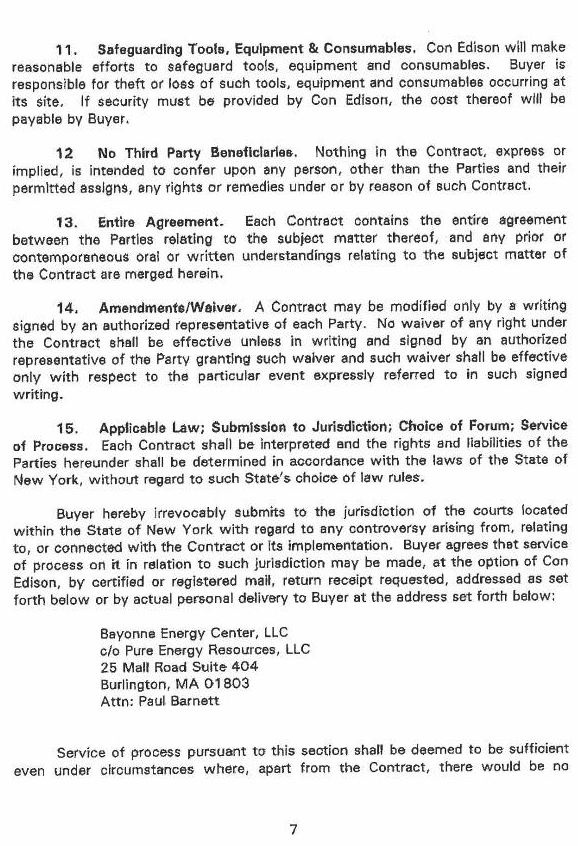 11. Safeguarding Tools, Equipment & Consumables. Con Edison will make
reasonable efforts to safeguard tools, equipment and consumables. Buyer is
responsible for theft or loss of such tools, equipment and consumables occurring at
its site. If security must be provided by Con Edison, the cost thereof will be
payable by Buyer.
12 No Third Party Beneficiaries. Nothing in the Contract, express or
implied, is intended to confer upon any person, other than the Parties and their
permitted assigns, any rights or remedies under or by reason of such Contract.
13. Entire Agreement. Each Contract contains the entire agreement
between the Parties relating to the subject matter thereof, and any prior or
contemporaneous oral or written understandings relating to the subject matter of
the Contract are merged herein.
14. Amendments/Waiver. A Contract may be modified only by a writing
signed by an authorized representative of each Party. No waiver of any right under
the Contract shall be effective unless in writing and signed by an authorized
representative of the Party granting such waiver and such waiver shall be effective
only with respect to the particular event expressly referred to in such signed
writing.
15. Applicable Law; Submission to Jurisdiction; Choice of Forum; Service
of Process. Each Contract shall be interpreted and the rights and liabilities of the
Parties hereunder shall be determined in accordance with the laws of the State of
New York, without regard to such State's choice of law rules.
Buyer hereby irrevocably submits to the jurisdiction of the courts located
within the State of New York with regard to any controversy arising from, relating
to, or connected with the Contract or its implementation. Buyer agrees that service
of process on it in relation to such jurisdiction may be made, at the option of Con
Edison, by certified or registered mail, return receipt requested, addressed as set
forth below or by actual personal delivery to Buyer at the address set forth below:
Bayonne Energy Center, LLC
c/o Pure Energy Resources, LLC
25 Mall Road Suite 404
Burlington, MA 01803
Attn: Paul Barnett
Service of process pursuant to this section shall be deemed to be sufficient
even under circumstances where, apart from the Contract, there would be no
7